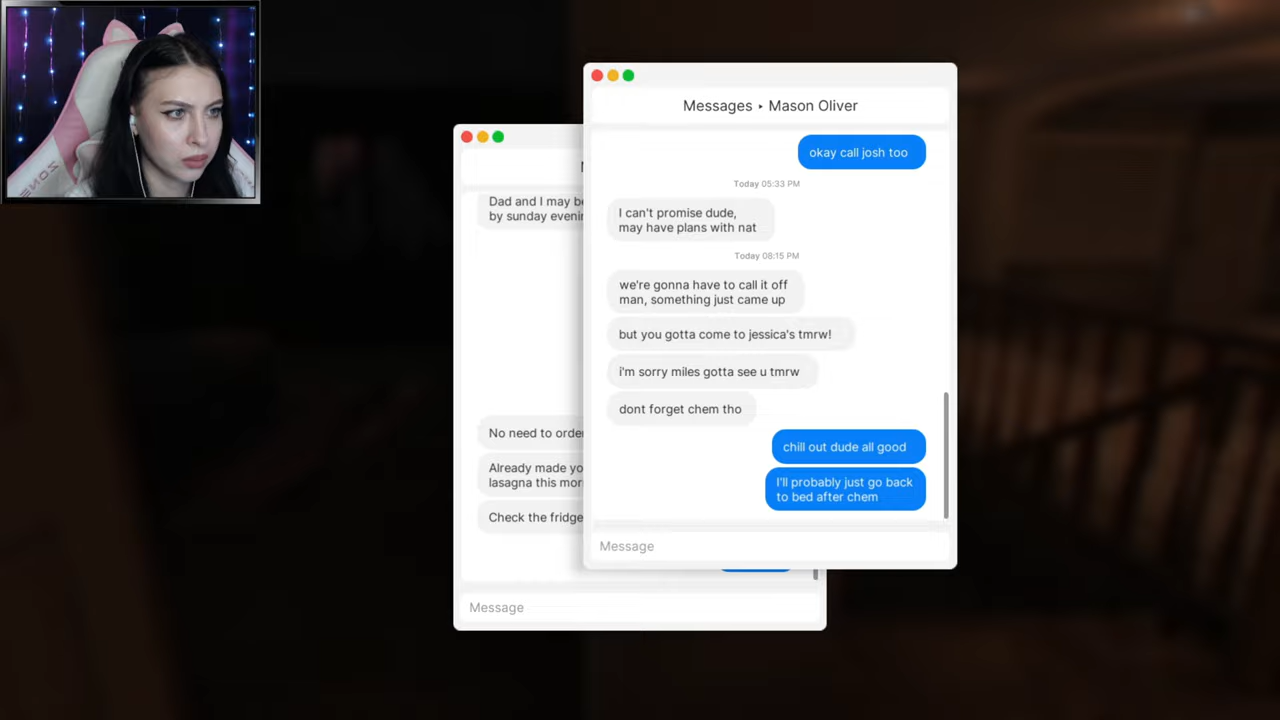 Messages ▸ Mason Oliver
okay call josh too
Today 05:33 PM
I can't promise dude,
may have plans with nat
Today 08:15 PM
we're gonna have to call it off
man, something just came up
but you gotta come to jessica's tmrw!
i'm sorry miles gotta see u tmrw
dont forget chem tho
chill out dude all good
I'll probably just go back
to bed after chem
Message
Dad and I may be
by sunday
No need to
Already made
lasagna this
Check the fridge
Message